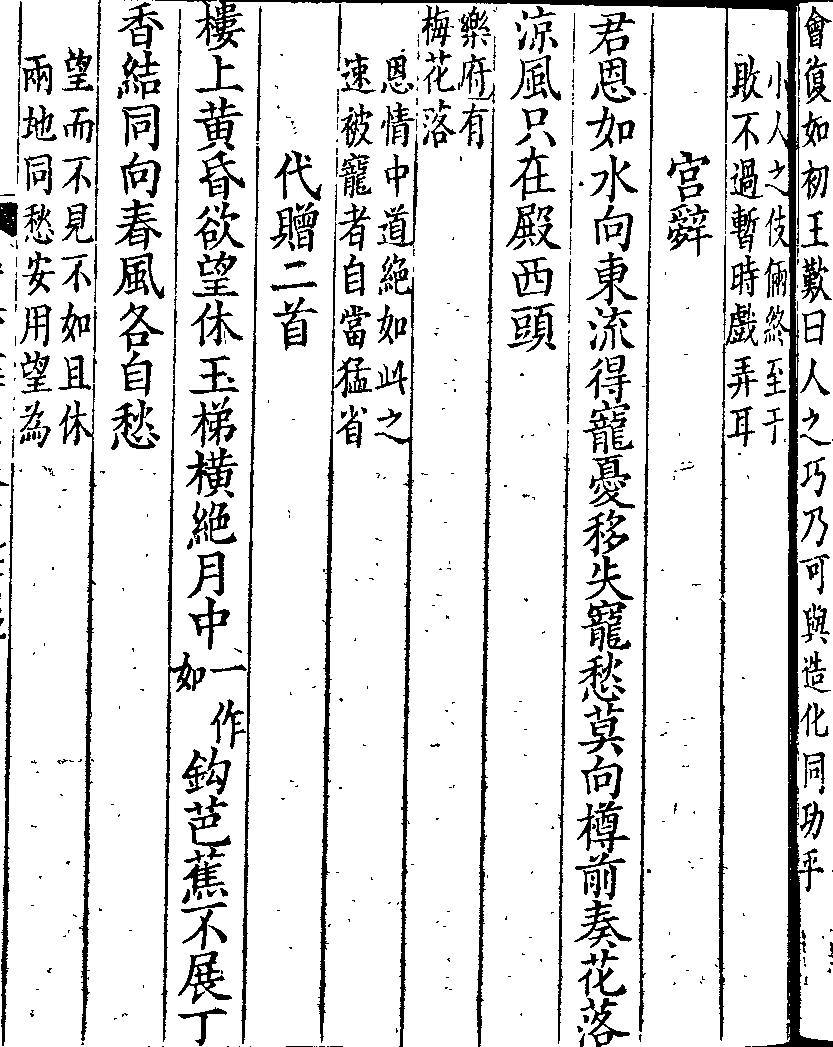 會復如初王歎曰人之巧乃可與造化同功乎
小人之伎倆終至于
敗不過暫時戲弄耳
宮辭
君恩如水向東流得寵憂移失寵愁莫向樽前奏花落
涼風只在殿西頭
樂府有
梅花落
恩情中道絕如此之
速被寵者自當猛省
代贈二首
樓上黃昏欲望休玉梯橫絕月中一作如鈎芭蕉不展丁
香結同向春風各自愁
望而不見不如且休
兩地同愁安用望為